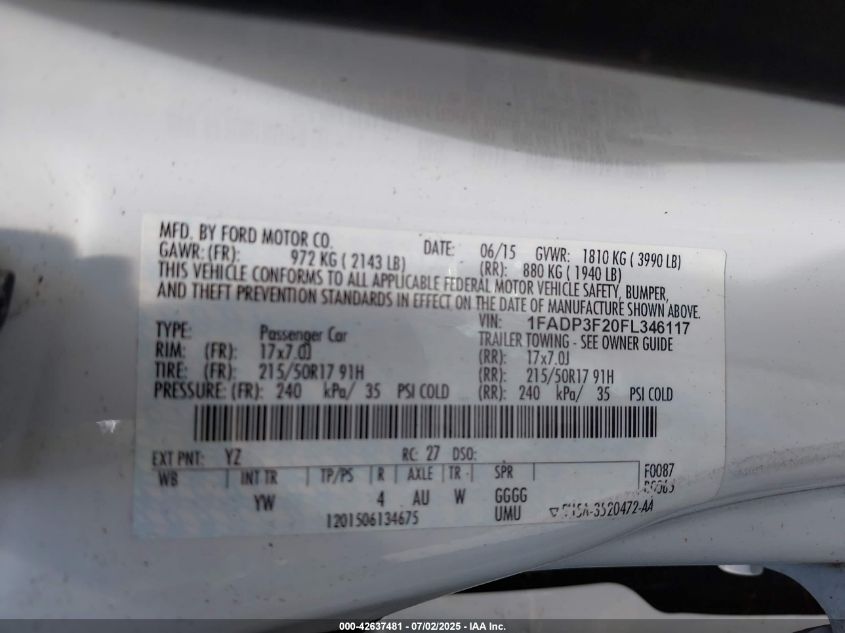 MFD. BY FORD MOTOR CO. DATE: 06/15 GVWR: 1810 KG ( 3990 LB)
GAWR: (FR): 972 KG ( 2143 LB) (RR): 880 KG ( 1940 LB)
THIS VEHICLE CONFORMS TO ALL APPLICABLE FEDERAL MOTOR VEHICLE SAFETY, BUMPER,
AND THEFT PREVENTION STANDARDS IN EFFECT ON THE DATE OF MANUFACTURE SHOWN ABOVE.
VIN: 1FADP3F20FL346117
TYPE: Passenger Car TRAILER TOWING - SEE OWNER GUIDE
RIM: (FR): 17x7.0J (RR): 17x7.0J
TIRE: (FR): 215/50R17 91H (RR): 215/50R17 91H
PRESSURE: (FR): 240 kPa/ 35 PSI COLD (RR): 240 kPa/ 35 PSI COLD
EXT PNT: YZ RC: 27 DSO: F0087
WB INT TR TP/PS R AXLE TR SPR
YW 4 AU W GGGG
1201506134675 UMU
000-42637481 - 07/02/2025 - IAA Inc.